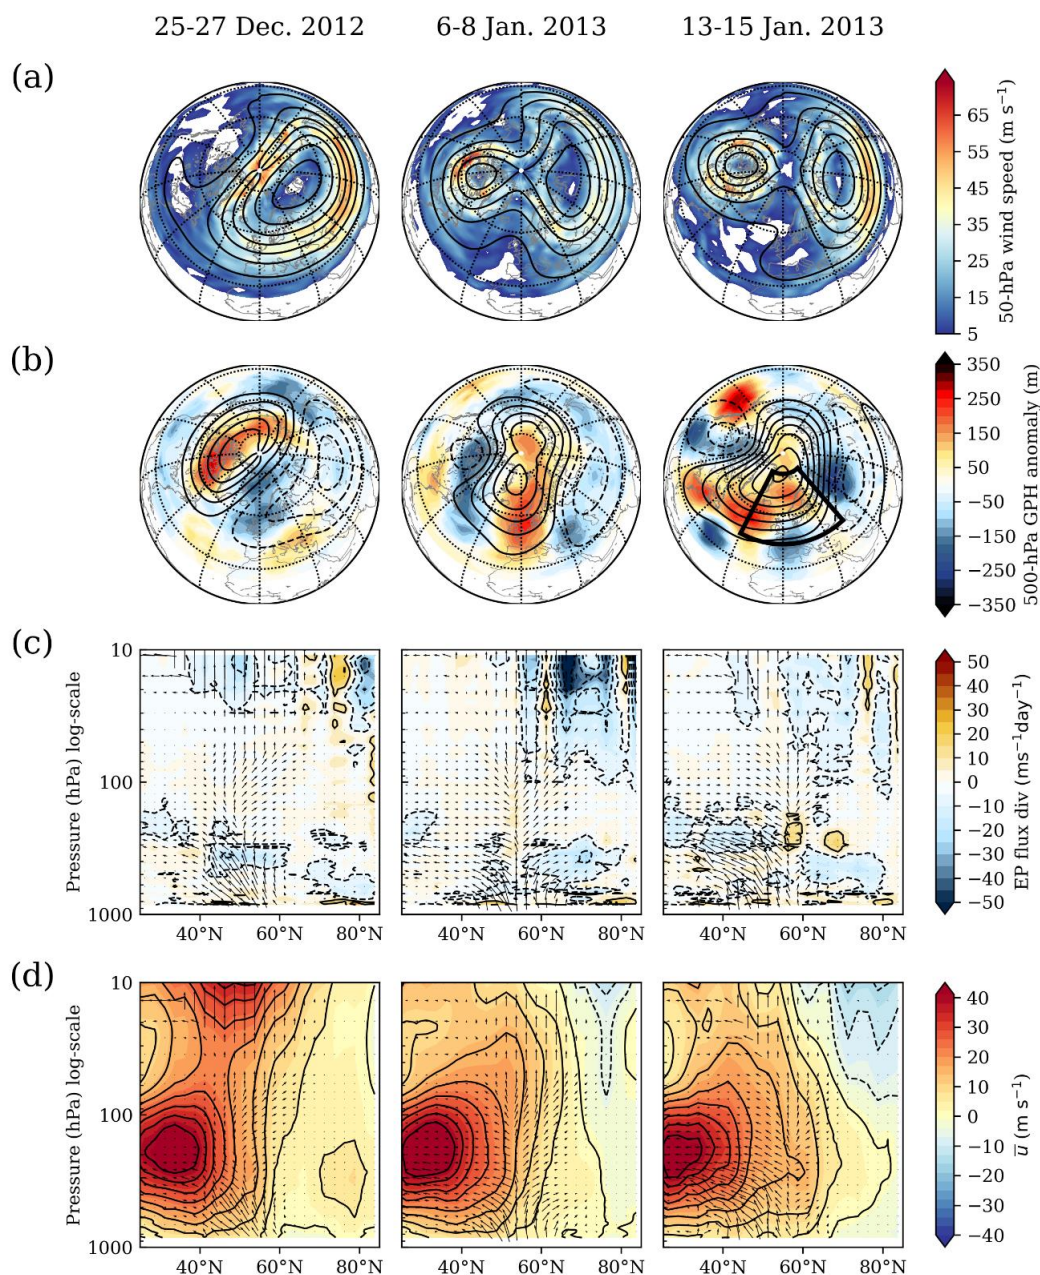 25-27 Dec. 2012
6-8 Jan. 2013
13-15 Jan. 2013
(a)
65
55
45
35
25
15
5
50-hPa wind speed (m s⁻¹)
(b)
350
250
150
50
−50
−150
−250
−350
500-hPa GPH anomaly (m)
(c)
Pressure (hPa) log-scale
10
100
1000
40°N
60°N
80°N
40°N
60°N
80°N
40°N
60°N
80°N
50
40
30
20
10
0
−10
−20
−30
−40
−50
EP flux div (ms⁻¹day⁻¹)
(d)
Pressure (hPa) log-scale
10
100
1000
40°N
60°N
80°N
40°N
60°N
80°N
40°N
60°N
80°N
40
30
20
10
0
−10
−20
−30
−40
u̅ (m s⁻¹)